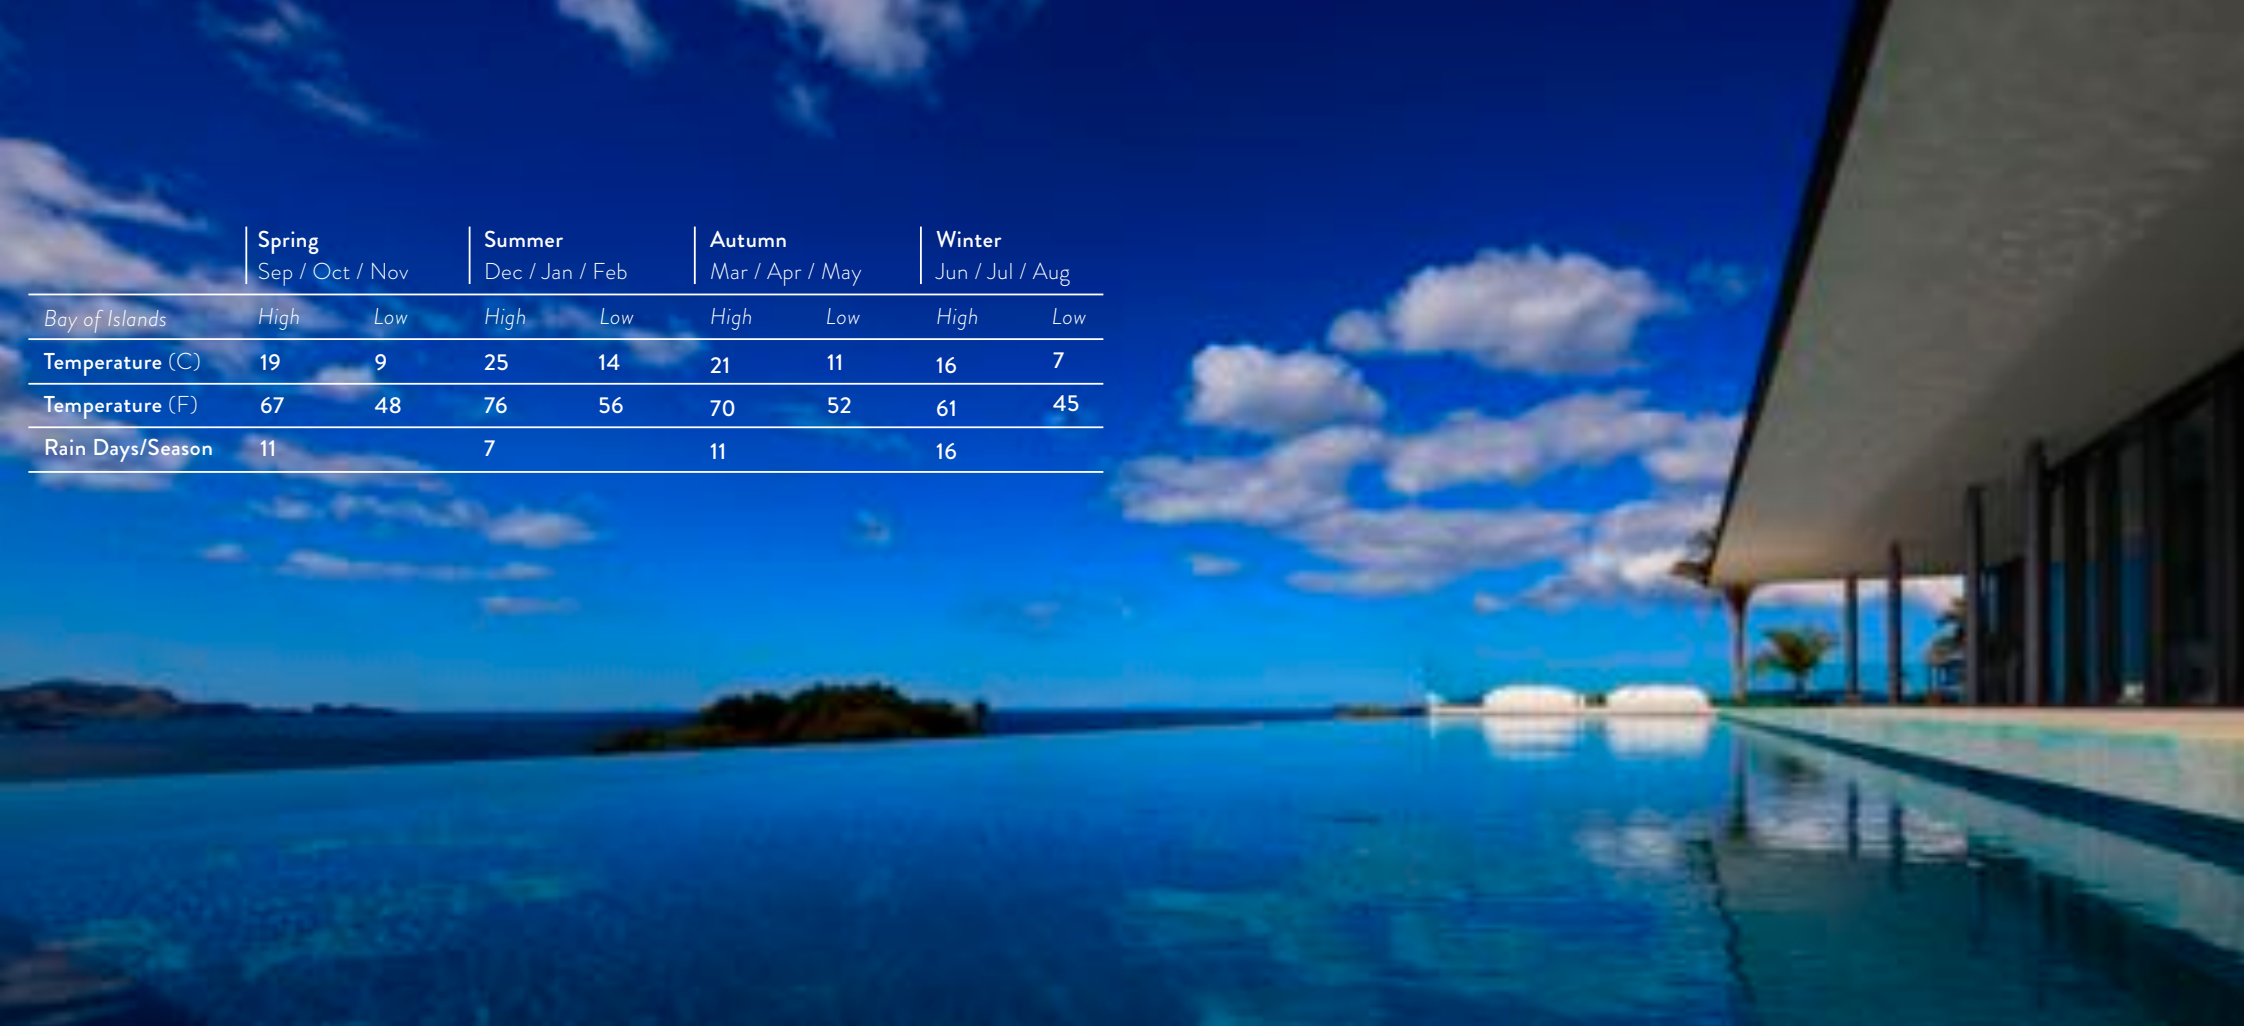 Spring Summer Autumn Winter
Sep / Oct / Nov Dec / Jan / Feb Mar / Apr / May Jun / Jul / Aug
Bay of Islands High Low High Low High Low High Low
Temperature (C) 19 9 25 14 21 11 16 7
Temperature (F) 67 48 76 56 70 52 61 45
Rain Days/Season 11 7 11 16